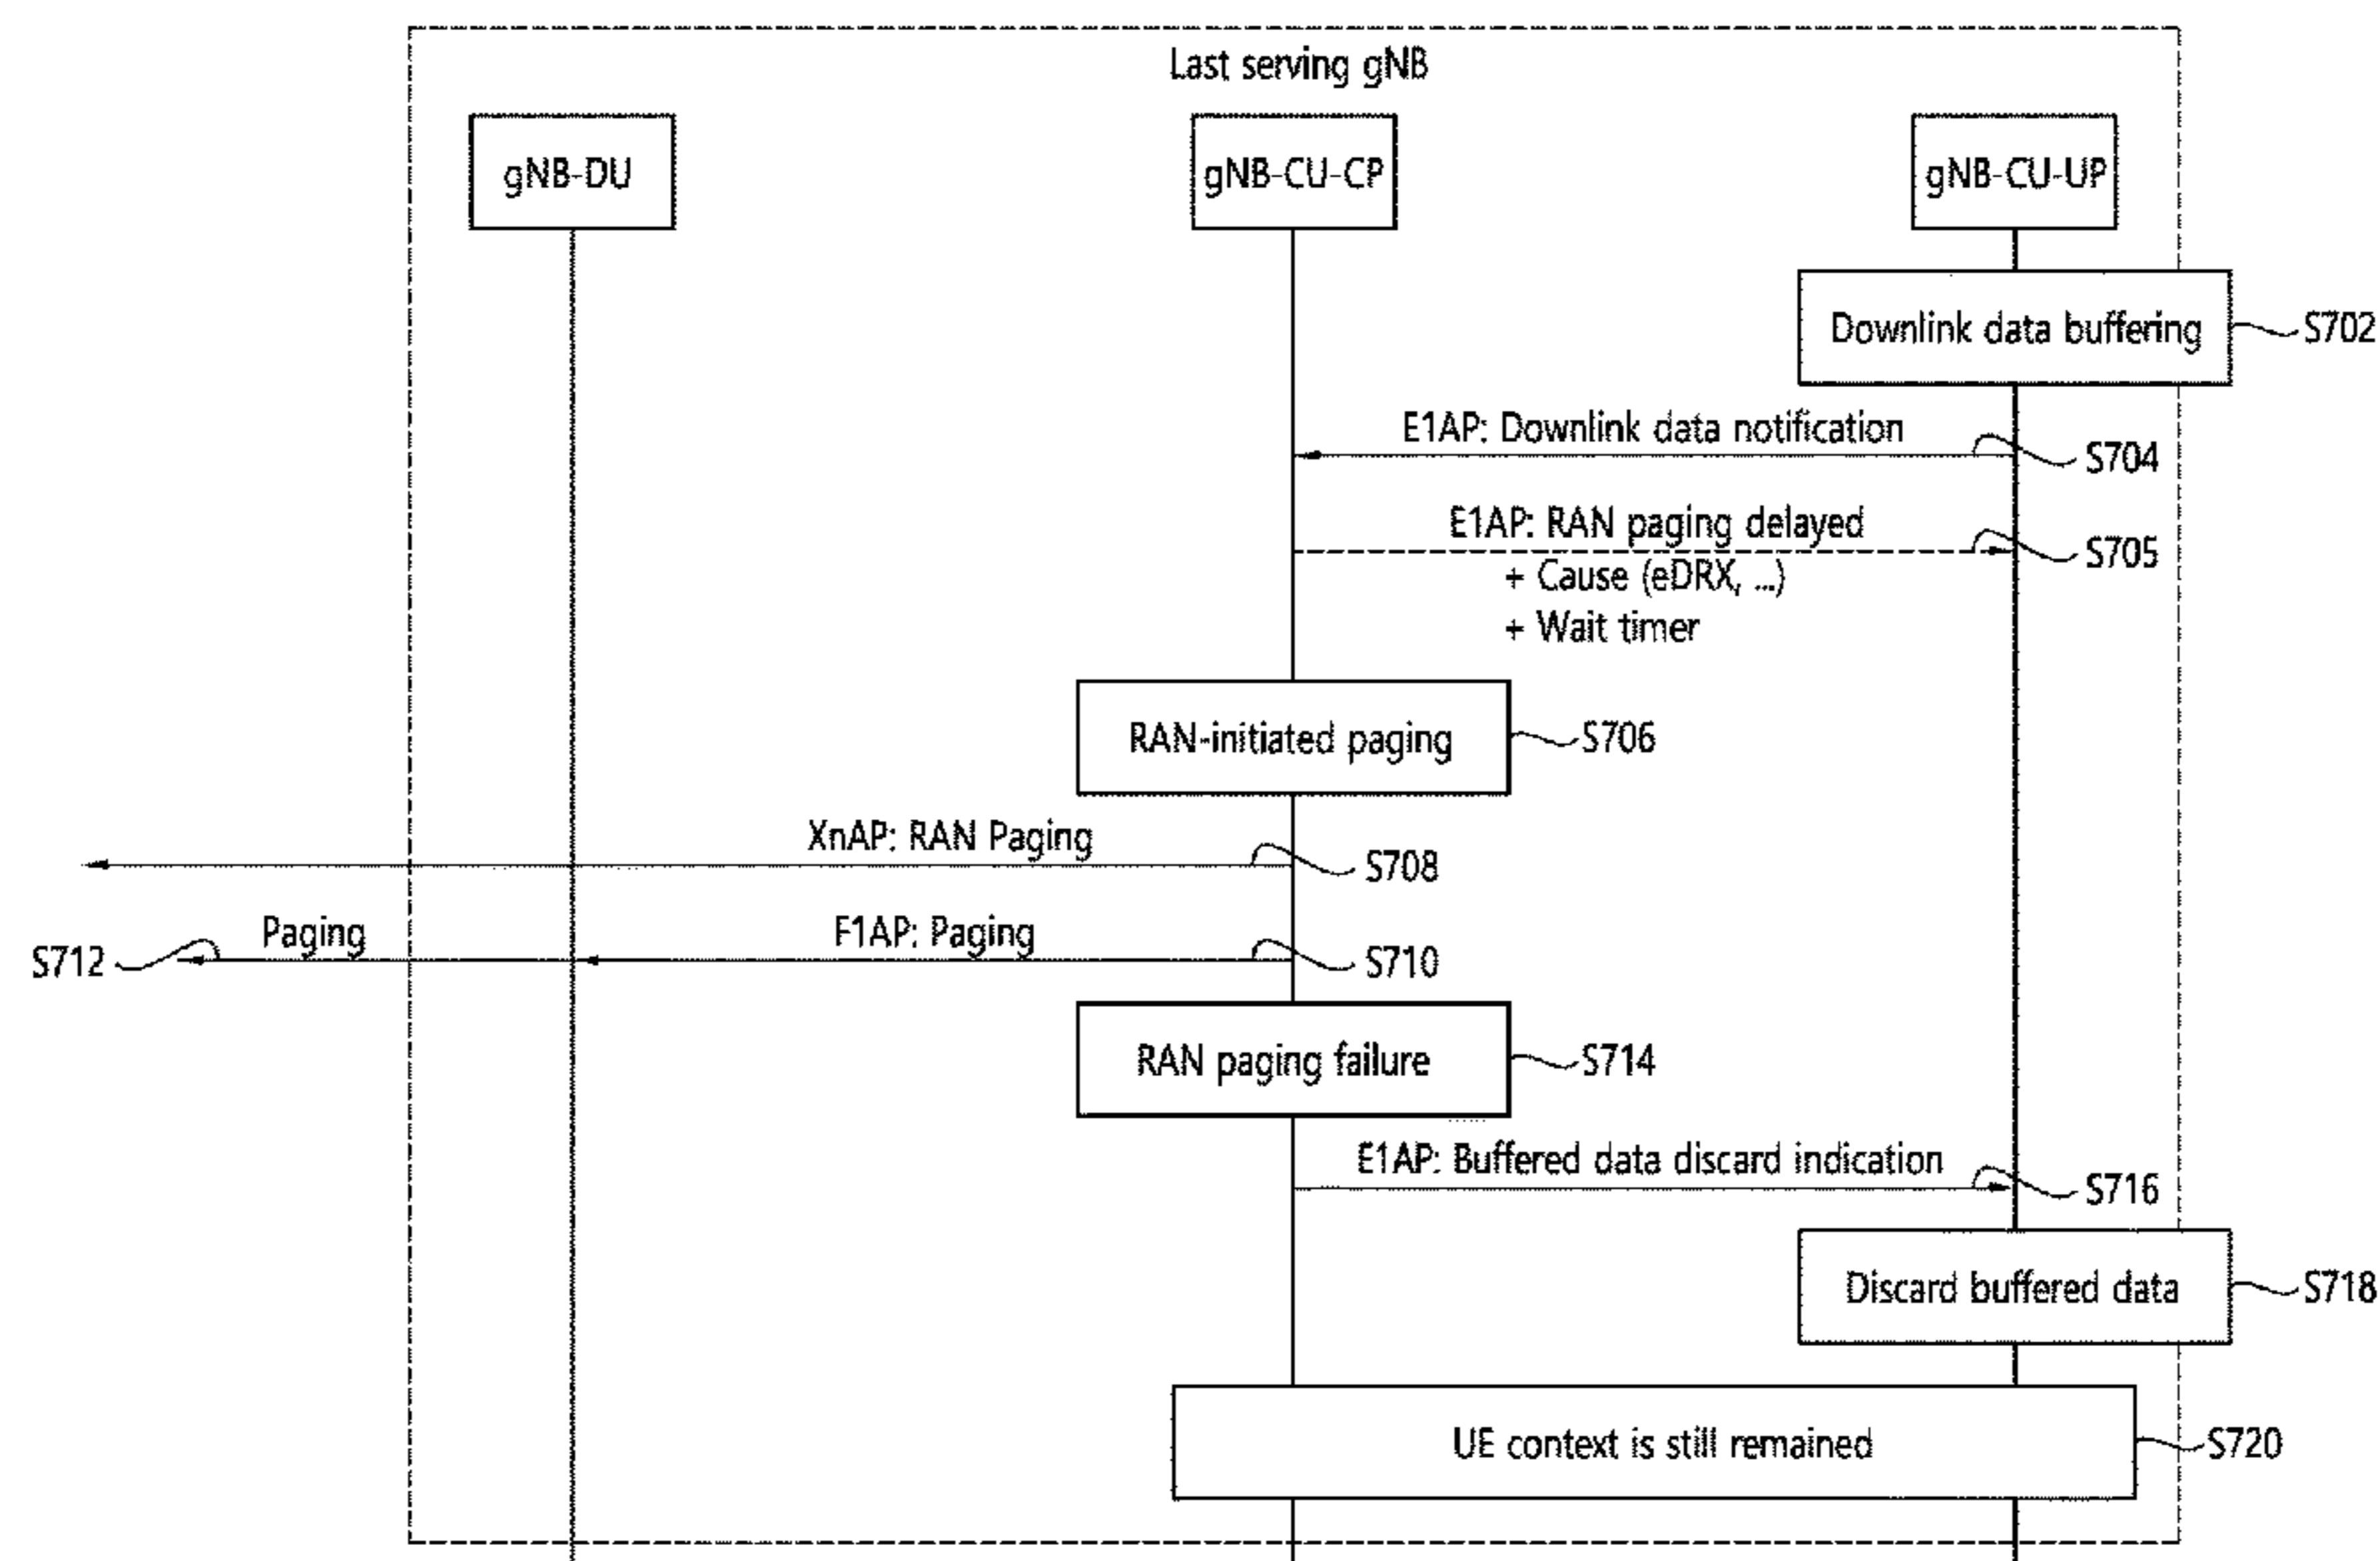 Last serving gNB
gNB-DU
gNB-CU-CP
gNB-CU-UP
Downlink data buffering
S702
E1AP: Downlink data notification
S704
E1AP: RAN paging delayed
S705
+ Cause (eDRX, ...)
+ Wait timer
RAN-initiated paging
S706
XnAP: RAN Paging
S708
Paging
F1AP: Paging
S712
S710
RAN paging failure
S714
E1AP: Buffered data discard indication
S716
Discard buffered data
S718
UE context is still remained
S720